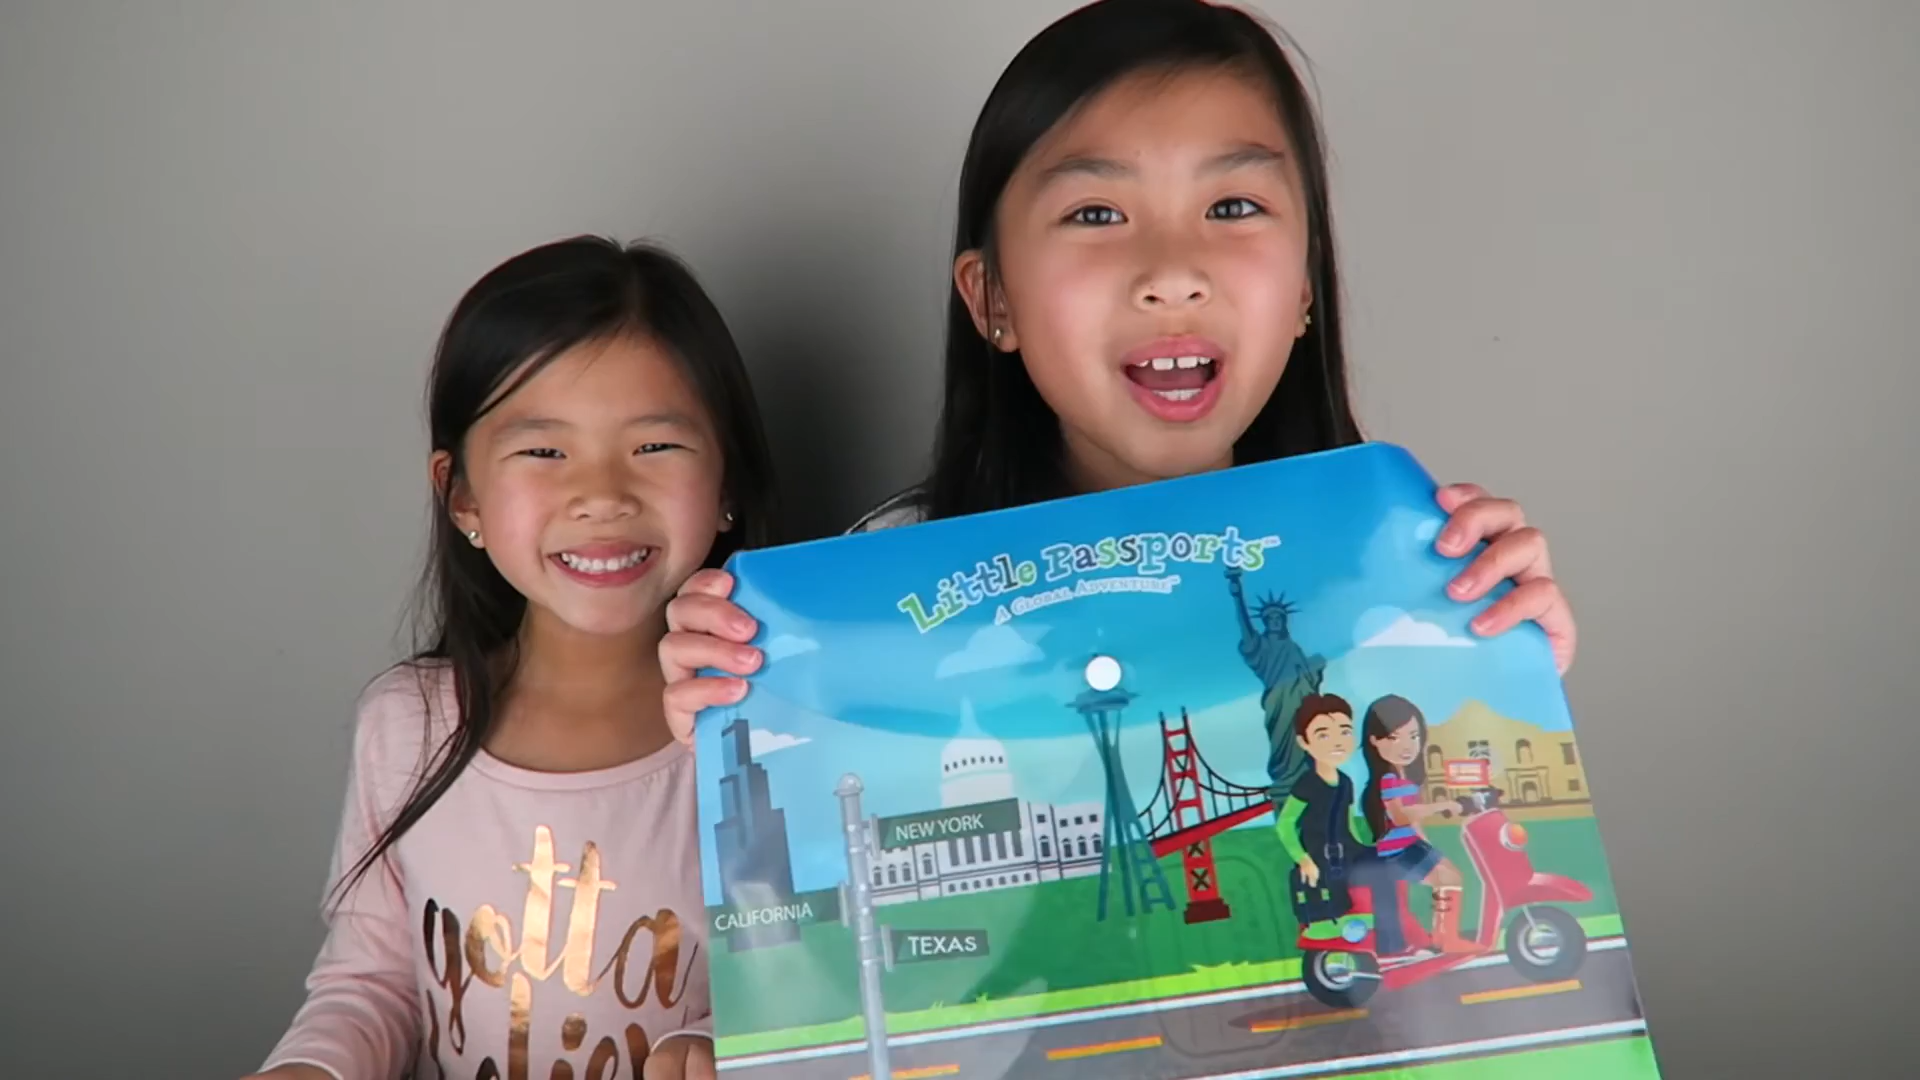 Little Passports™
A Global Adventure™
NEW YORK
CALIFORNIA
TEXAS
gotta